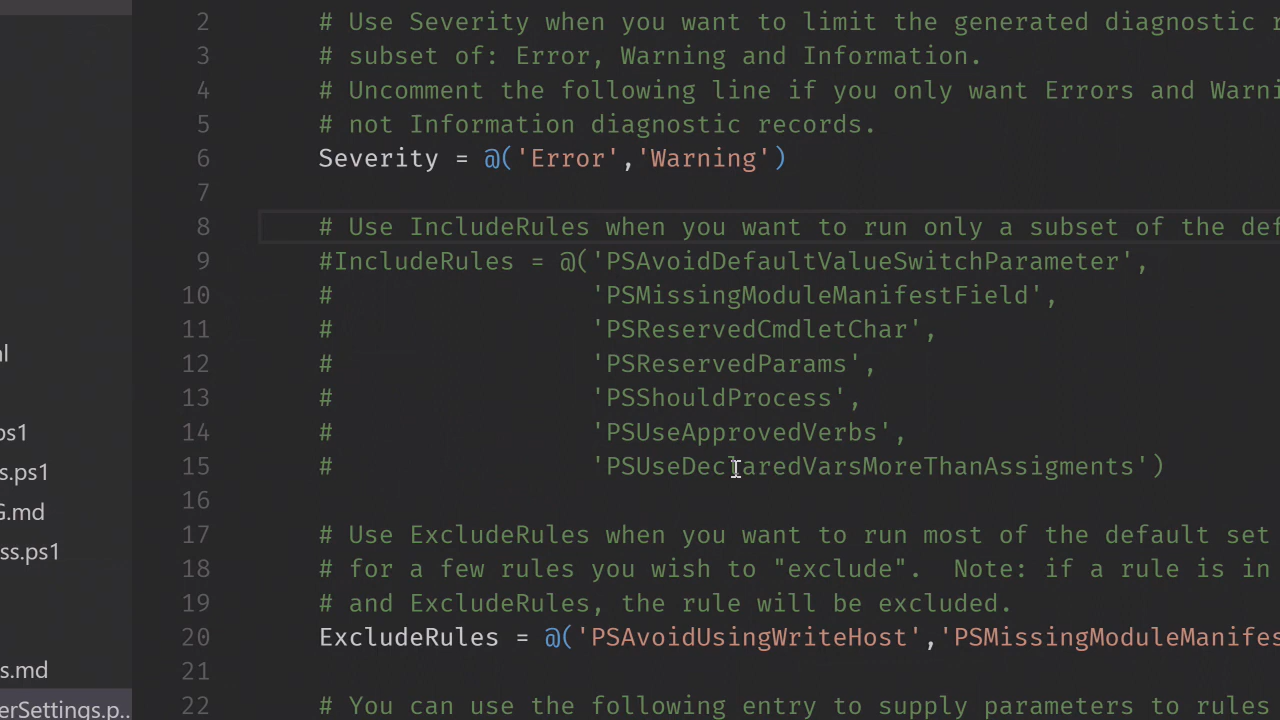 2 # Use Severity when you want to limit the generated diagnostic
3 # subset of: Error, Warning and Information.
4 # Uncomment the following line if you only want Errors and Warni
5 # not Information diagnostic records.
6 Severity = @('Error','Warning')
7
8 # Use IncludeRules when you want to run only a subset of the def
9 #IncludeRules = @('PSAvoidDefaultValueSwitchParameter',
10 # 'PSMissingModuleManifestField',
11 # 'PSReservedCmdletChar',
12 # 'PSReservedParams',
13 # 'PSShouldProcess',
14 # 'PSUseApprovedVerbs',
15 # 'PSUseDeclaredVarsMoreThanAssigments')
16
17 # Use ExcludeRules when you want to run most of the default set
18 # for a few rules you wish to "exclude".  Note: if a rule is in
19 # and ExcludeRules, the rule will be excluded.
20 ExcludeRules = @('PSAvoidUsingWriteHost','PSMissingModuleManifes
21
22 # You can use the following entry to supply parameters to rules
al
ps1
s.ps1
G.md
ss.ps1
s.md
erSettings.p..